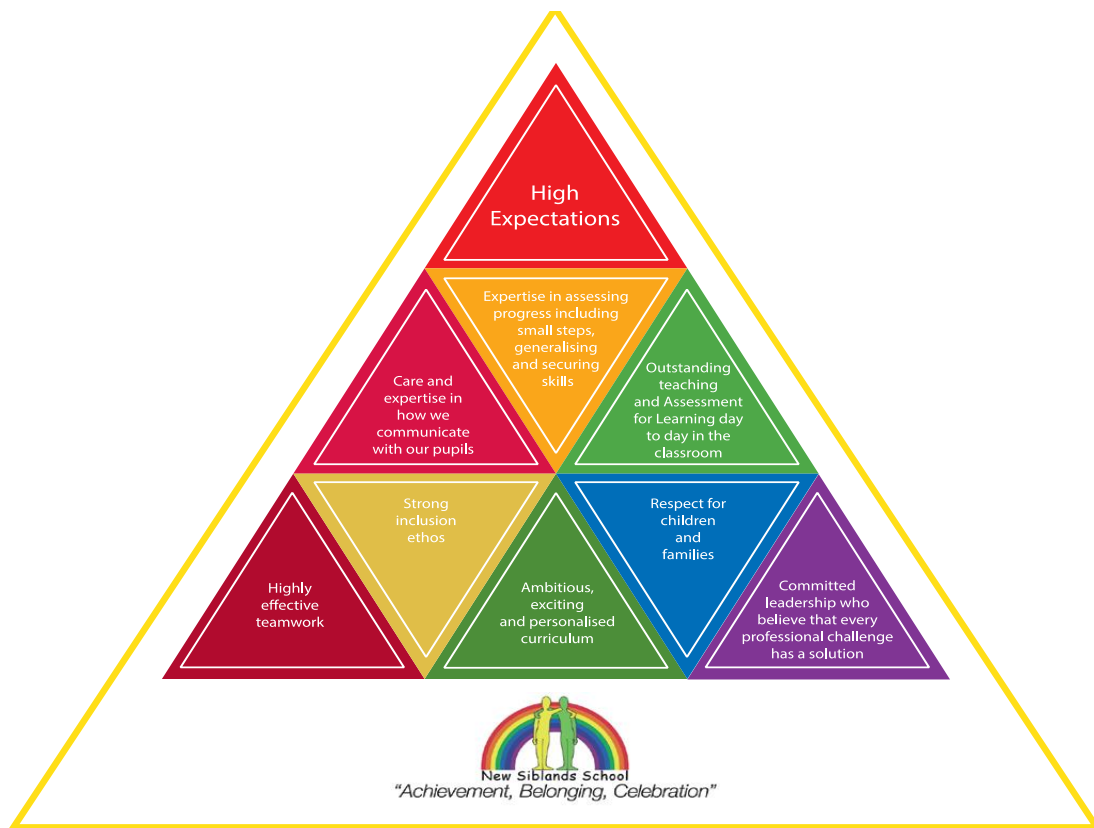 High
Expectations
Expertise in assessing
progress including
small steps,
generalising
and securing
skills
Care and
expertise in
how we
communicate
with our pupils
Outstanding
teaching
and Assessment
for Learning day
to day in the
classroom
Highly
effective
teamwork
Strong
inclusion
ethos
Ambitious,
exciting
and personalised
curriculum
Respect for
children
and
families
Committed
leadership who
believe that every
professional challenge
has a solution
New Siblands School
"Achievement, Belonging, Celebration"